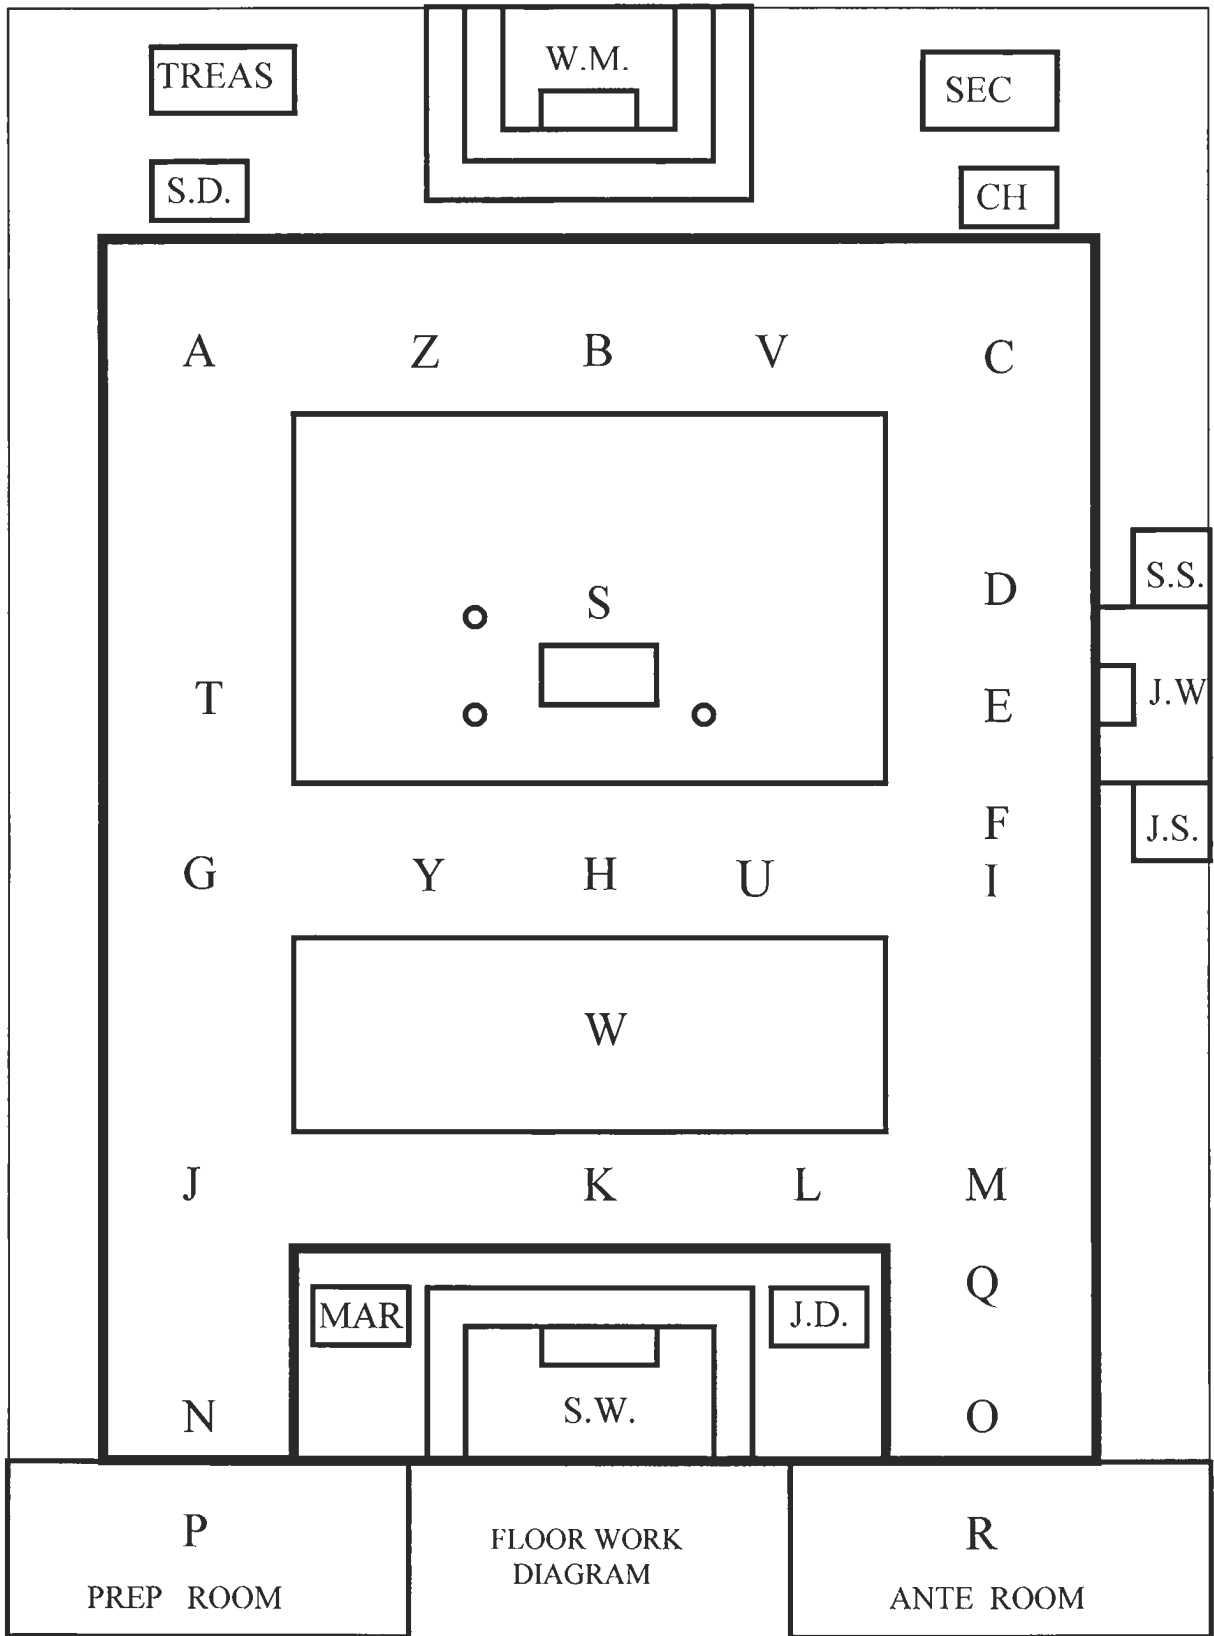 TREAS
W.M.
SEC
S.D.
CH
A Z B V C
S.S.
S D
T E J.W
F J.S.
G Y H U I
W
J K L M
Q
MAR J.D.
N S.W. O
P R
FLOOR WORK
DIAGRAM
PREP ROOM
ANTE ROOM